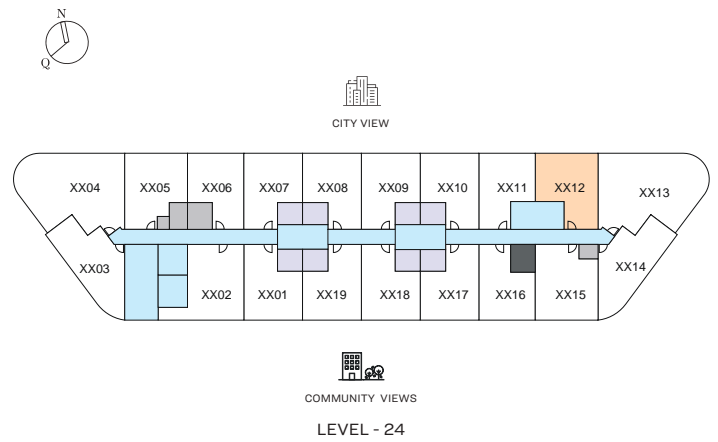 N
Q
CITY VIEW
XX04 XX05 XX06 XX07 XX08 XX09 XX10 XX11 XX12 XX13
XX03 XX14
XX02 XX01 XX19 XX18 XX17 XX16 XX15
COMMUNITY VIEWS
LEVEL - 24